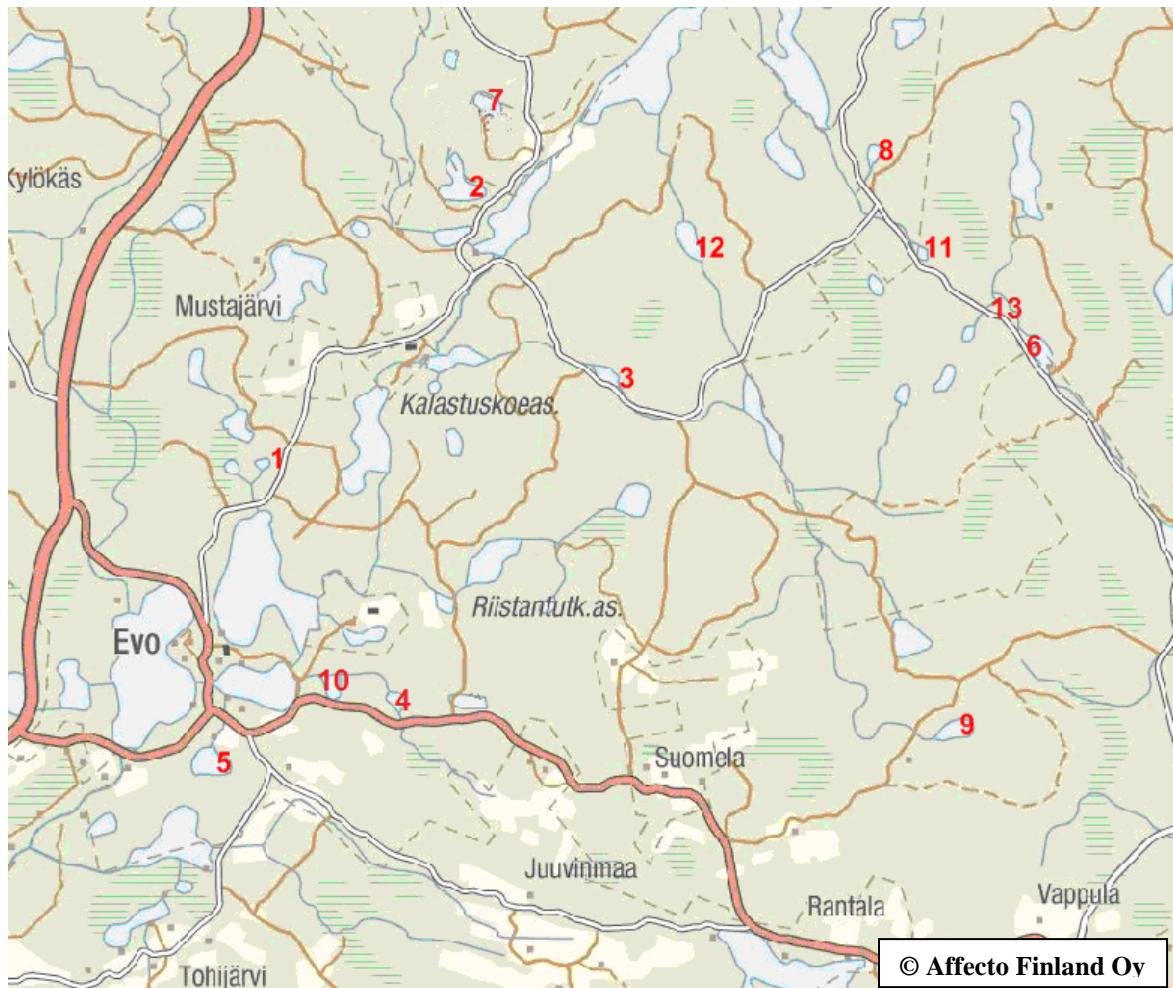 7
8
Kylökäs
2
12
11
Mustajärvi
13
6
3
Kalastuskoeas.
1
Riistantutk.as.
Evo
10
4
9
5
Suomela
Juuvinmaa
Vappula
Rantala
Tohijärvi
© Affecto Finland Oy